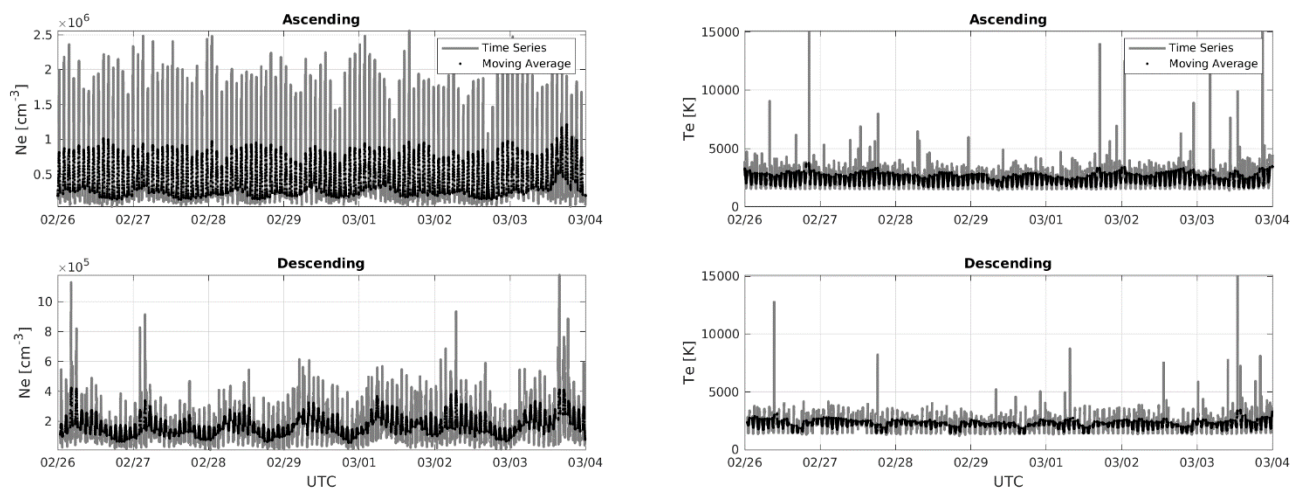 Ascending
×10⁶
Time Series
Moving Average
Ne [cm⁻³]
2.5
2
1.5
1
0.5
02/26 02/27 02/28 02/29 03/01 03/02 03/03 03/04
Ascending
Time Series
Moving Average
Te [K]
15000
10000
5000
0
02/26 02/27 02/28 02/29 03/01 03/02 03/03 03/04
Descending
×10⁵
Ne [cm⁻³]
10
8
6
4
2
02/26 02/27 02/28 02/29 03/01 03/02 03/03 03/04
UTC
Descending
Te [K]
15000
10000
5000
0
02/26 02/27 02/28 02/29 03/01 03/02 03/03 03/04
UTC